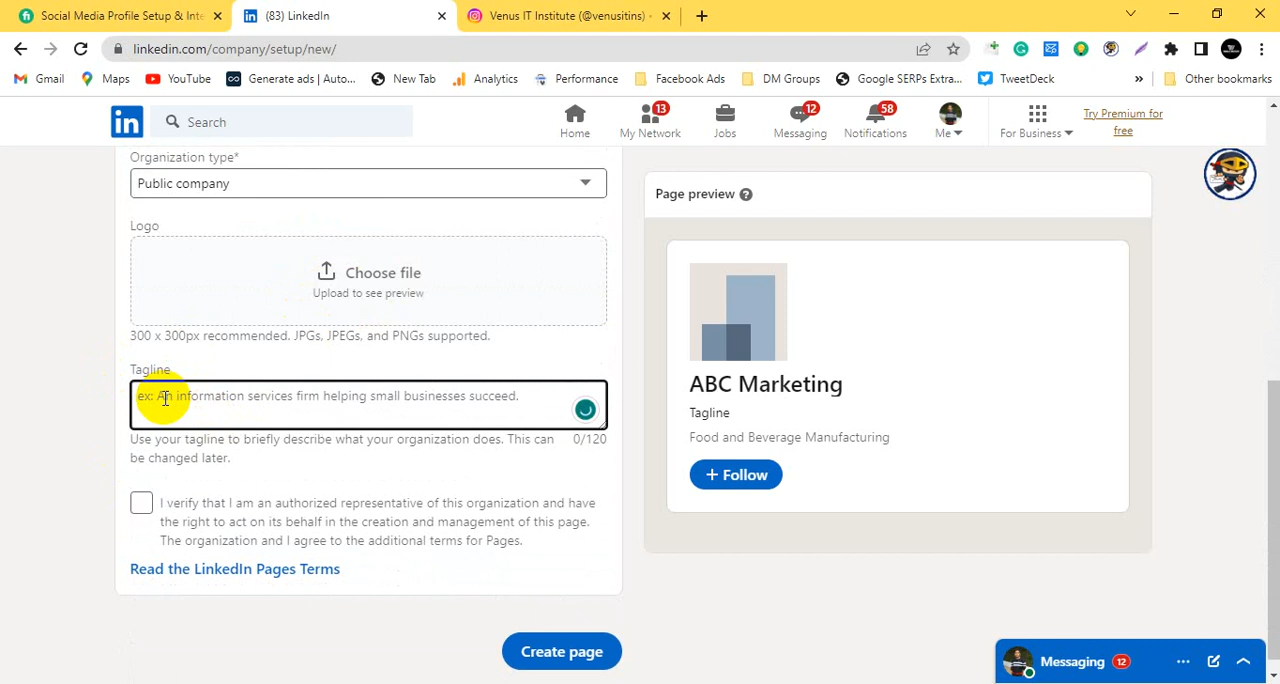 Social Media Profile Setup & Inte
(83) LinkedIn
Venus IT Institute (@venusitins)
linkedin.com/company/setup/new/
Gmail
Maps
YouTube
Generate ads | Auto...
New Tab
Analytics
Performance
Facebook Ads
DM Groups
Google SERPs Extra...
TweetDeck
»
Other bookmarks
in
Search
Home
13
My Network
Jobs
12
Messaging
58
Notifications
Me
For Business
Try Premium for
free
Organization type*
Public company
Logo
Choose file
Upload to see preview
300 x 300px recommended. JPGs, JPEGs, and PNGs supported.
Tagline
ex: An information services firm helping small businesses succeed.
Use your tagline to briefly describe what your organization does. This can
be changed later.
0/120
I verify that I am an authorized representative of this organization and have
the right to act on its behalf in the creation and management of this page.
The organization and I agree to the additional terms for Pages.
Read the LinkedIn Pages Terms
Create page
Page preview
ABC Marketing
Tagline
Food and Beverage Manufacturing
+ Follow
Messaging
12